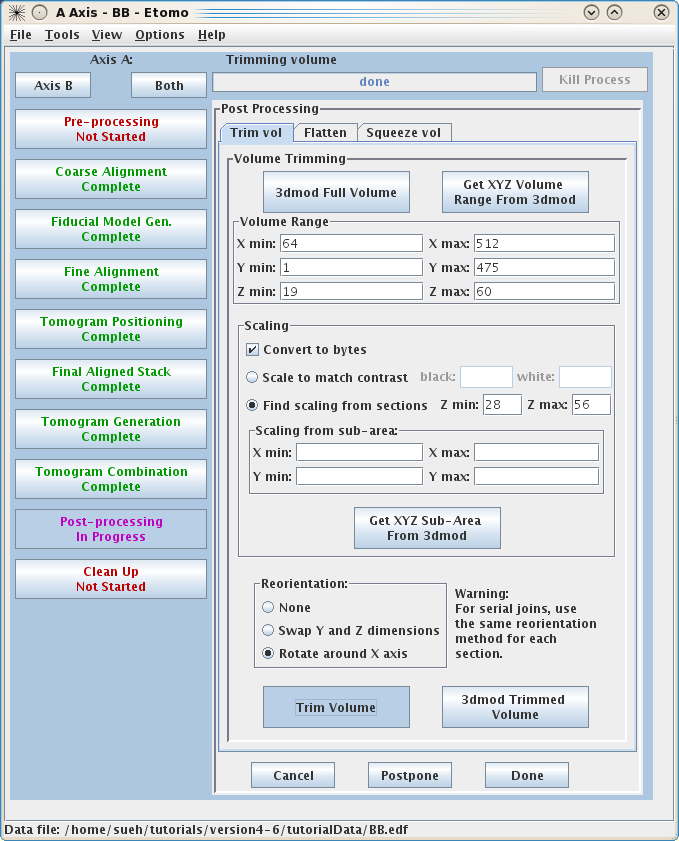 A Axis - BB - Etomo
File Tools View Options Help
Axis A:
Trimming volume
Axis B
Both
done
Kill Process
Pre-processing
Not Started
Coarse Alignment
Complete
Fiducial Model Gen.
Complete
Fine Alignment
Complete
Tomogram Positioning
Complete
Final Aligned Stack
Complete
Tomogram Generation
Complete
Tomogram Combination
Complete
Post-processing
In Progress
Clean Up
Not Started
Post Processing
Trim vol
Flatten
Squeeze vol
Volume Trimming
3dmod Full Volume
Get XYZ Volume
Range From 3dmod
Volume Range
X min: 64 X max: 512
Y min: 1 Y max: 475
Z min: 19 Z max: 60
Scaling
Convert to bytes
Scale to match contrast black: white:
Find scaling from sections Z min: 28 Z max: 56
Scaling from sub-area:
X min: X max:
Y min: Y max:
Get XYZ Sub-Area
From 3dmod
Reorientation:
None
Swap Y and Z dimensions
Rotate around X axis
Warning:
For serial joins, use
the same reorientation
method for each
section.
Trim Volume
3dmod Trimmed
Volume
Cancel
Postpone
Done
Data file: /home/sueh/tutorials/version4-6/tutorialData/BB.edf